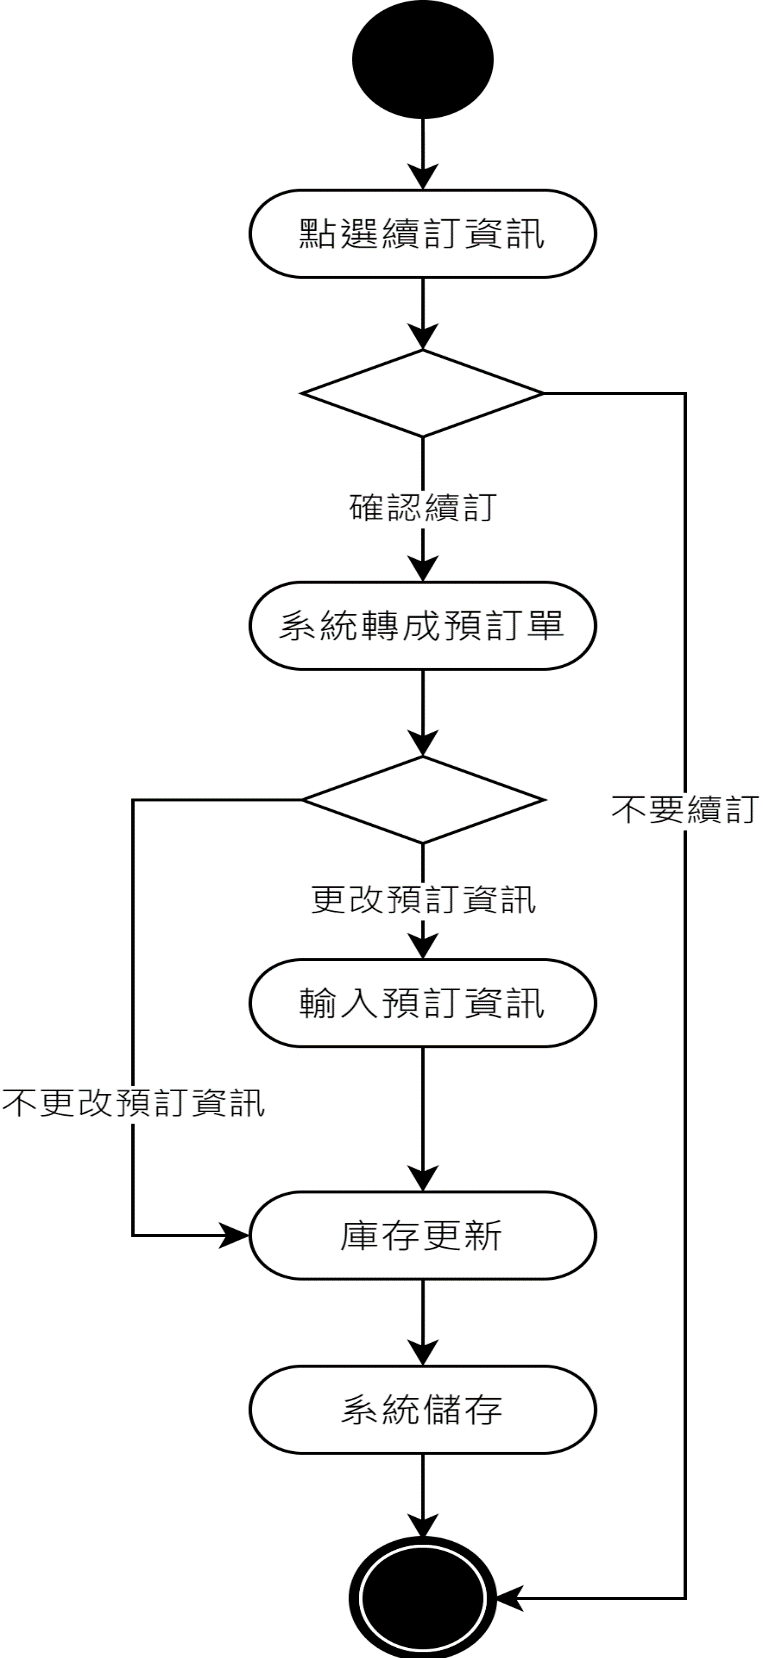 點選續訂資訊
確認續訂
系統轉成預訂單
不要續訂
更改預訂資訊
輸入預訂資訊
不更改預訂資訊
庫存更新
系統儲存